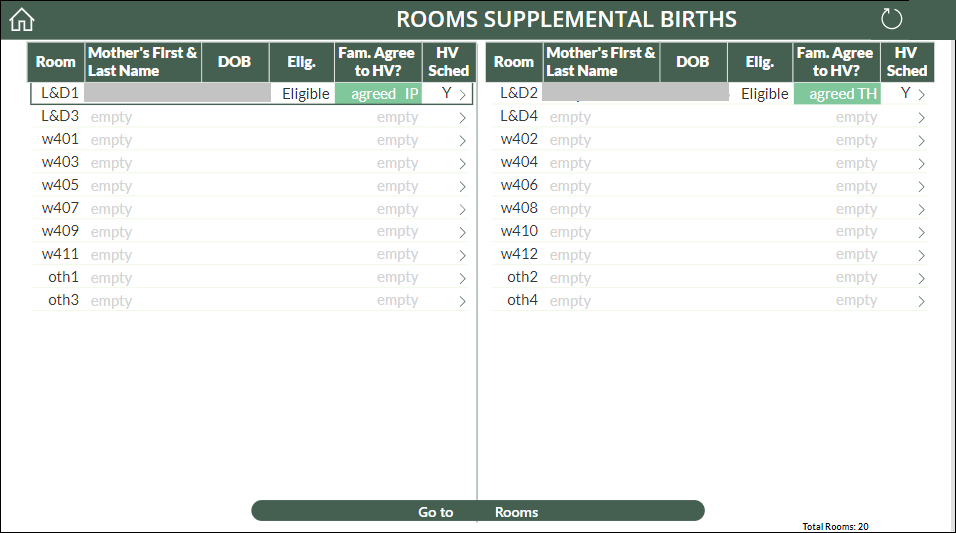 ROOMS SUPPLEMENTAL BIRTHS
Room Mother's FIrst & Last Name DOB Elig. Fam. Agree to HV? HV Sched
L&D1 Eligible agreed IP Y
L&D3 empty empty
w401 empty empty
w403 empty empty
w405 empty empty
w407 empty empty
w409 empty empty
w411 empty empty
oth1 empty empty
oth3 empty empty
Room Mother's FIrst & Last Name DOB Elig. Fam. Agree to HV? HV Sched
L&D2 Eligible agreed TH Y
L&D4 empty empty
w402 empty empty
w404 empty empty
w406 empty empty
w408 empty empty
w410 empty empty
w412 empty empty
oth2 empty empty
oth4 empty empty
Go to Rooms
Total Rooms: 20